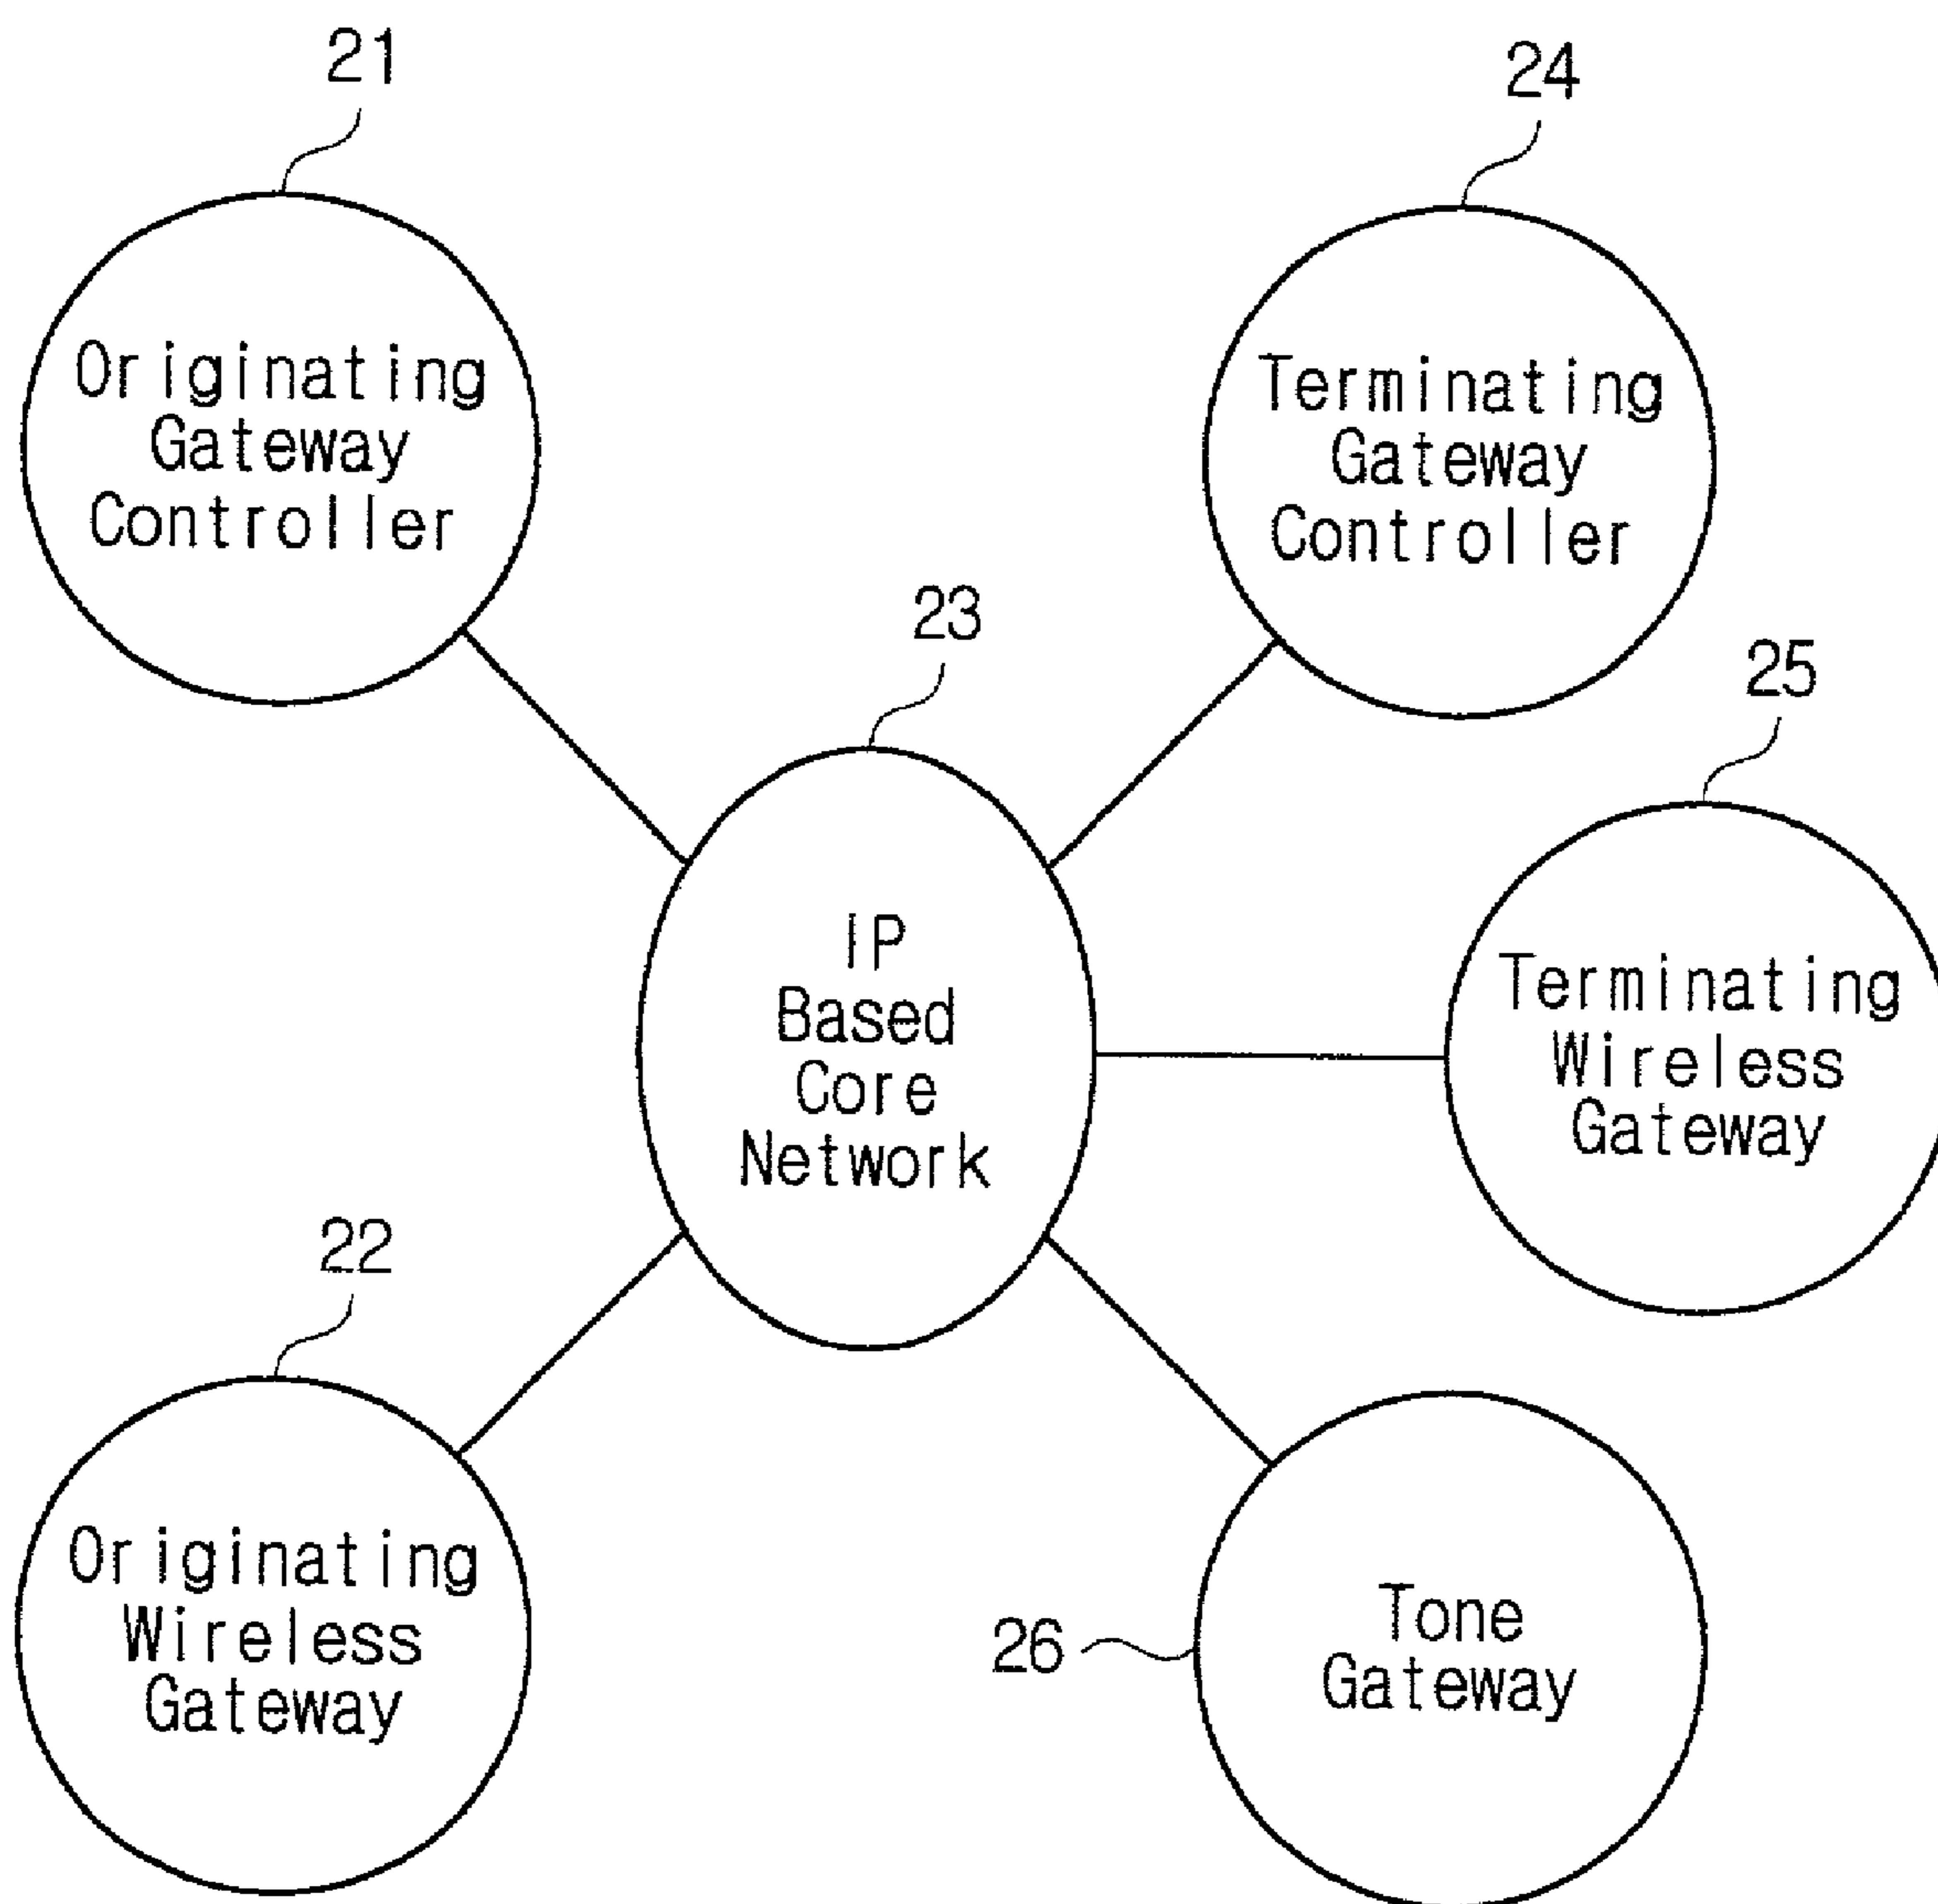 21
Originating
Gateway
Controller
24
Terminating
Gateway
Controller
23
IP
Based
Core
Network
25
Terminating
Wireless
Gateway
22
Originating
Wireless
Gateway
26
Tone
Gateway